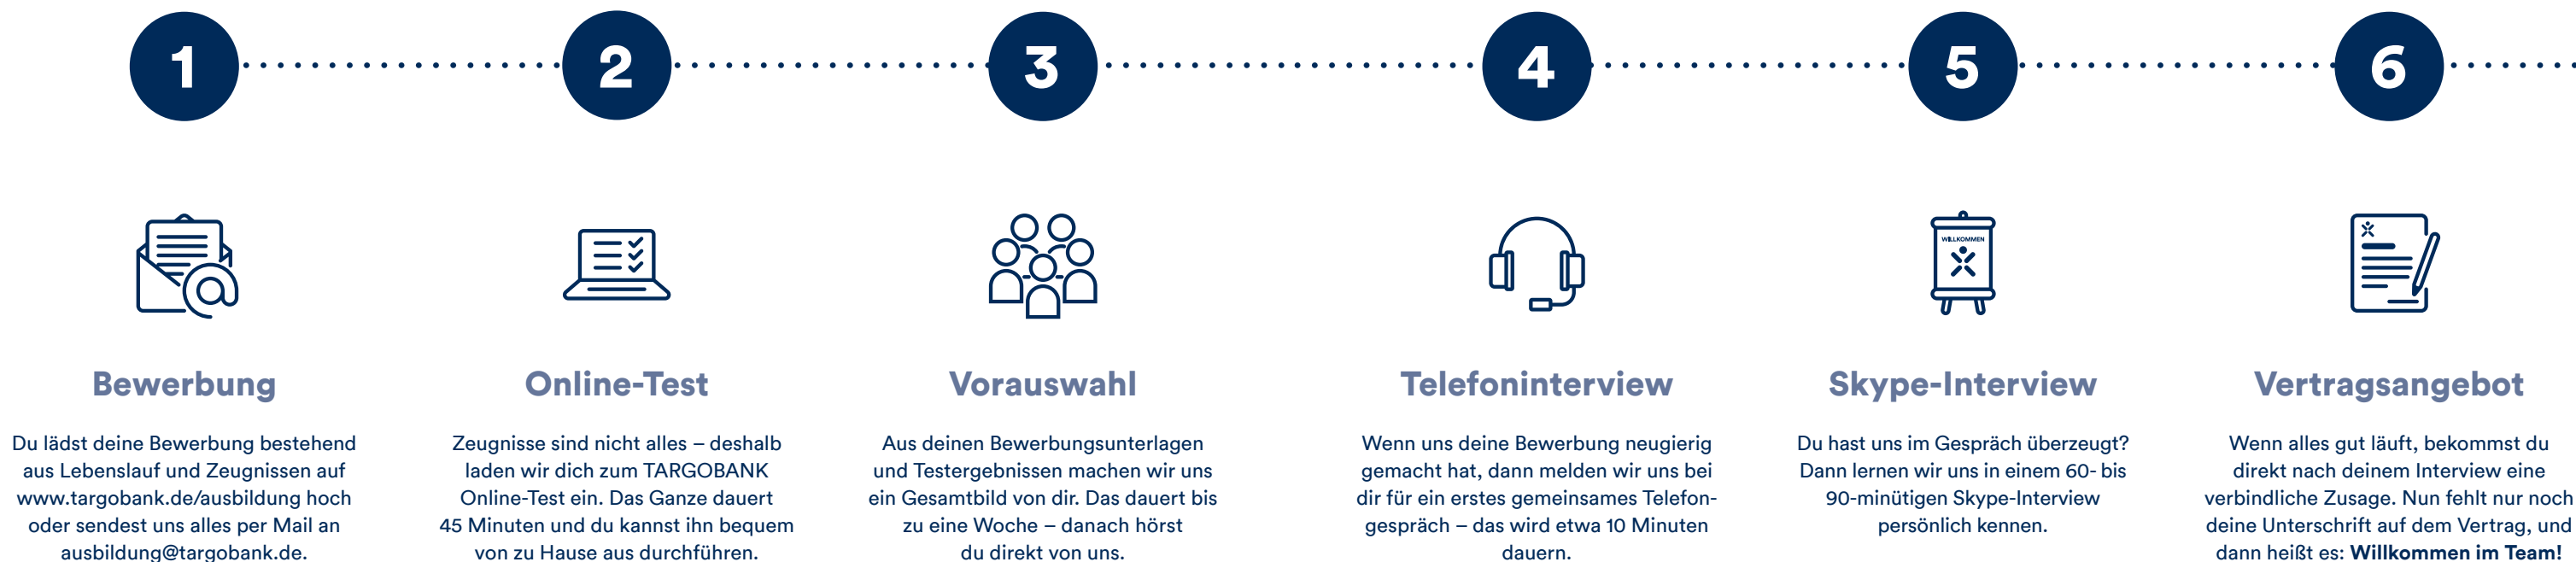 1
2
3
4
5
6
WILLKOMMEN
Bewerbung
Du lädst deine Bewerbung bestehend
aus Lebenslauf und Zeugnissen auf
www.targobank.de/ausbildung hoch
oder sendest uns alles per Mail an
ausbildung@targobank.de.
Online-Test
Zeugnisse sind nicht alles – deshalb
laden wir dich zum TARGOBANK
Online-Test ein. Das Ganze dauert
45 Minuten und du kannst ihn bequem
von zu Hause aus durchführen.
Vorauswahl
Aus deinen Bewerbungsunterlagen
und Testergebnissen machen wir uns
ein Gesamtbild von dir. Das dauert bis
zu eine Woche – danach hörst
du direkt von uns.
Telefoninterview
Wenn uns deine Bewerbung neugierig
gemacht hat, dann melden wir uns bei
dir für ein erstes gemeinsames Telefon-
gespräch – das wird etwa 10 Minuten
dauern.
Skype-Interview
Du hast uns im Gespräch überzeugt?
Dann lernen wir uns in einem 60- bis
90-minütigen Skype-Interview
persönlich kennen.
Vertragsangebot
Wenn alles gut läuft, bekommst du
direkt nach deinem Interview eine
verbindliche Zusage. Nun fehlt nur noch
deine Unterschrift auf dem Vertrag, und
dann heißt es: Willkommen im Team!